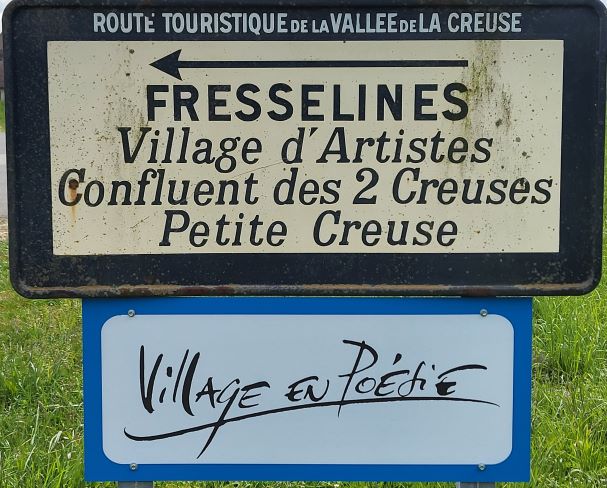 ROUTE TOURISTIQUE DE LA VALLEE DE LA CREUSE
FRESSELINES
Village d'Artistes
Confluent des 2 Creuses
Petite Creuse
Village en Poésie